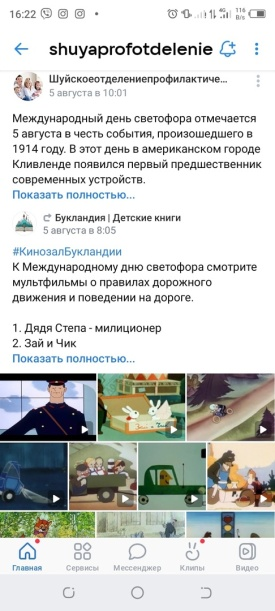 16:22
4G
116
B/s
shuyaprofotdelenie
Шуйскоеотделениепрофилактиче...
5 августа в 10:01
Международный день светофора отмечается
5 августа в честь события, произошедшего в
1914 году. В этот день в американском городе
Кливленде появился первый предшественник
современных устройств.
Показать полностью...
Букландия | Детские книги
5 августа в 8:05
#КинозалБукландии
К Международному дню светофора смотрите
мультфильмы о правилах дорожного
движения и поведении на дороге.
1. Дядя Степа - милиционер
2. Зай и Чик
Показать полностью...
Главная
Сервисы
Мессенджер
Клипы
Видео